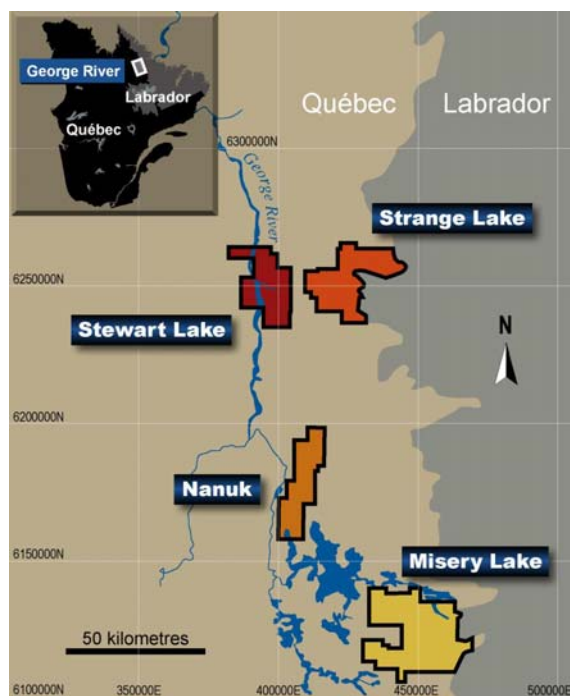 George River
Labrador
Québec
Québec
Labrador
6300000N
George River
Strange Lake
6250000N
Stewart Lake
N
6200000N
Nanuk
6150000N
Misery Lake
50 kilometres
6100000N
350000E
400000E
450000E
500000E